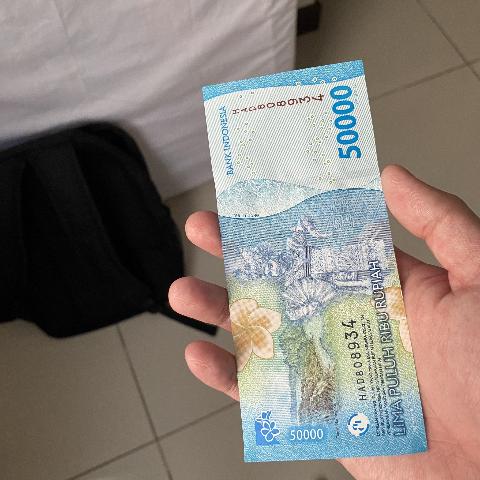 BANK INDONESIA
HAD808934
50000
HAD808934
LIMA PULUH RIBU RUPIAH
50000